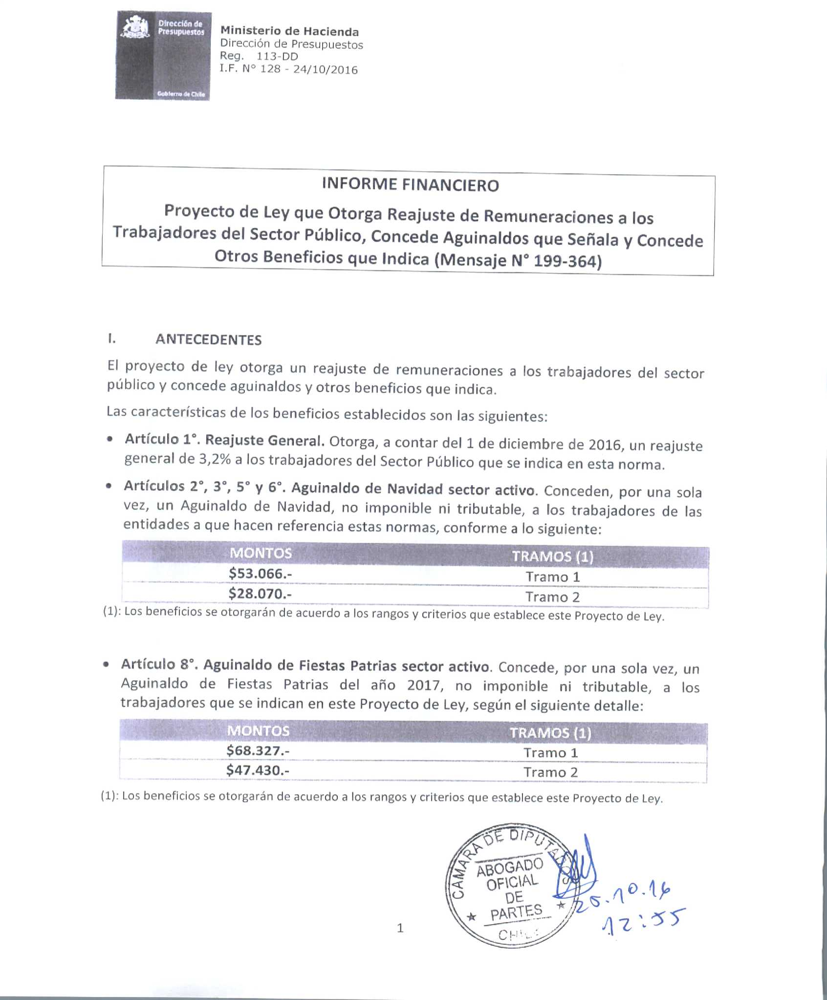 Dirección de
Presupuestos
Gobierno de Chile
Ministerio de Hacienda
Dirección de Presupuestos
Reg. 113-DD
I.F. N° 128 - 24/10/2016
INFORME FINANCIERO
Proyecto de Ley que Otorga Reajuste de Remuneraciones a los
Trabajadores del Sector Público, Concede Aguinaldos que Señala y Concede
Otros Beneficios que Indica (Mensaje N° 199-364)
I. ANTECEDENTES
El proyecto de ley otorga un reajuste de remuneraciones a los trabajadores del sector
público y concede aguinaldos y otros beneficios que indica.
Las características de los beneficios establecidos son las siguientes:
• Artículo 1°. Reajuste General. Otorga, a contar del 1 de diciembre de 2016, un reajuste
general de 3,2% a los trabajadores del Sector Público que se indica en esta norma.
• Artículos 2°, 3°, 5° y 6°. Aguinaldo de Navidad sector activo. Conceden, por una sola
vez, un Aguinaldo de Navidad, no imponible ni tributable, a los trabajadores de las
entidades a que hacen referencia estas normas, conforme a lo siguiente:
MONTOS TRAMOS (1)
$53.066.- Tramo 1
$28.070.- Tramo 2
(1): Los beneficios se otorgarán de acuerdo a los rangos y criterios que establece este Proyecto de Ley.
• Artículo 8°. Aguinaldo de Fiestas Patrias sector activo. Concede, por una sola vez, un
Aguinaldo de Fiestas Patrias del año 2017, no imponible ni tributable, a los
trabajadores que se indican en este Proyecto de Ley, según el siguiente detalle:
MONTOS TRAMOS (1)
$68.327.- Tramo 1
$47.430.- Tramo 2
(1): Los beneficios se otorgarán de acuerdo a los rangos y criterios que establece este Proyecto de Ley.
CAMARA DE DIPUTADOS
ABOGADO
OFICIAL
DE
PARTES
CHILE
12:55
1